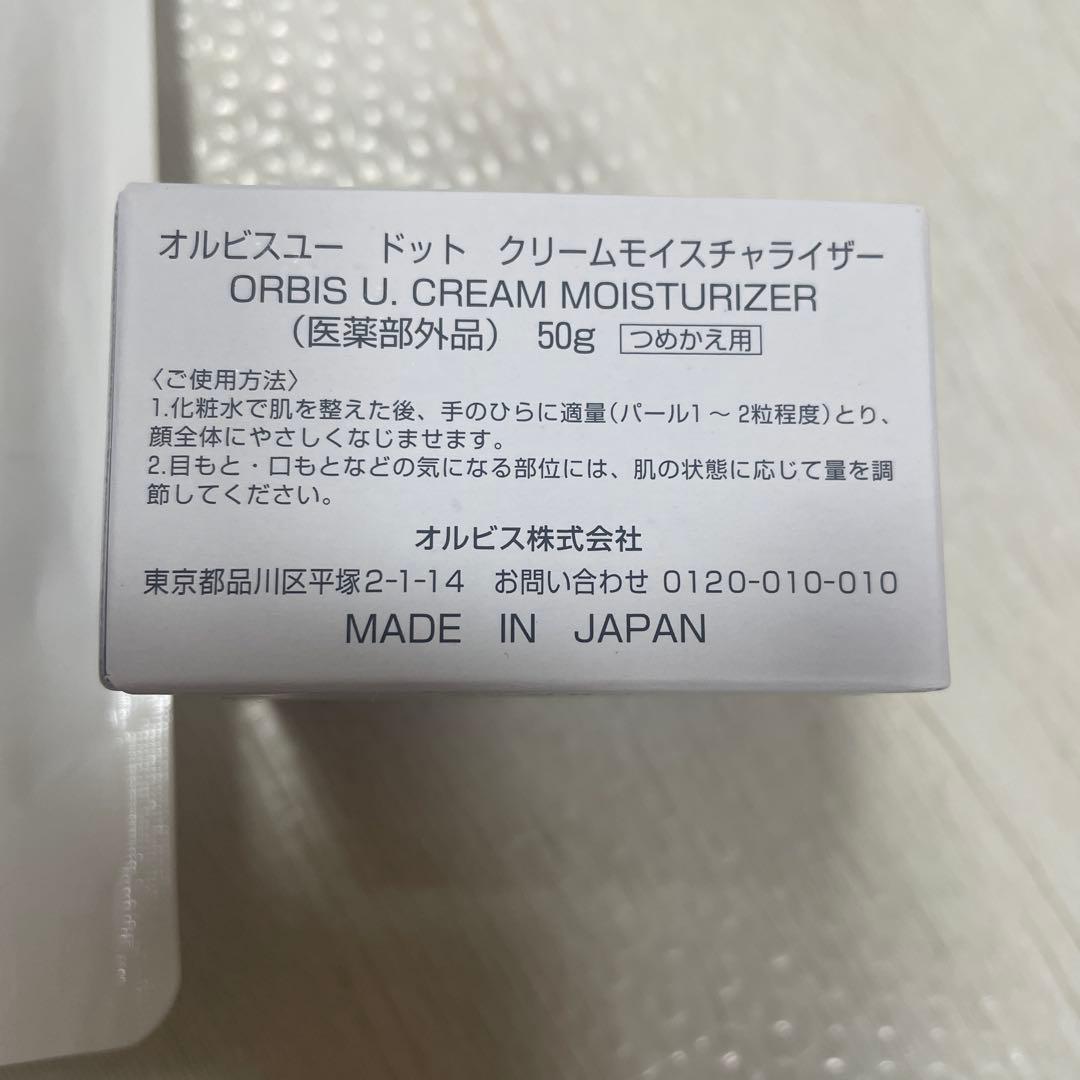 オルビスユー　ドット　クリームモイスチャライザー
ORBIS U. CREAM MOISTURIZER
（医薬部外品）　50g　つめかえ用
〈ご使用方法〉
1.化粧水で肌を整えた後、手のひらに適量（パール1～2粒程度）とり、
顔全体にやさしくなじませます。
2.目もと・口もとなどの気になる部位には、肌の状態に応じて量を調
節してください。
オルビス株式会社
東京都品川区平塚2-1-14　お問い合わせ 0120-010-010
MADE IN JAPAN